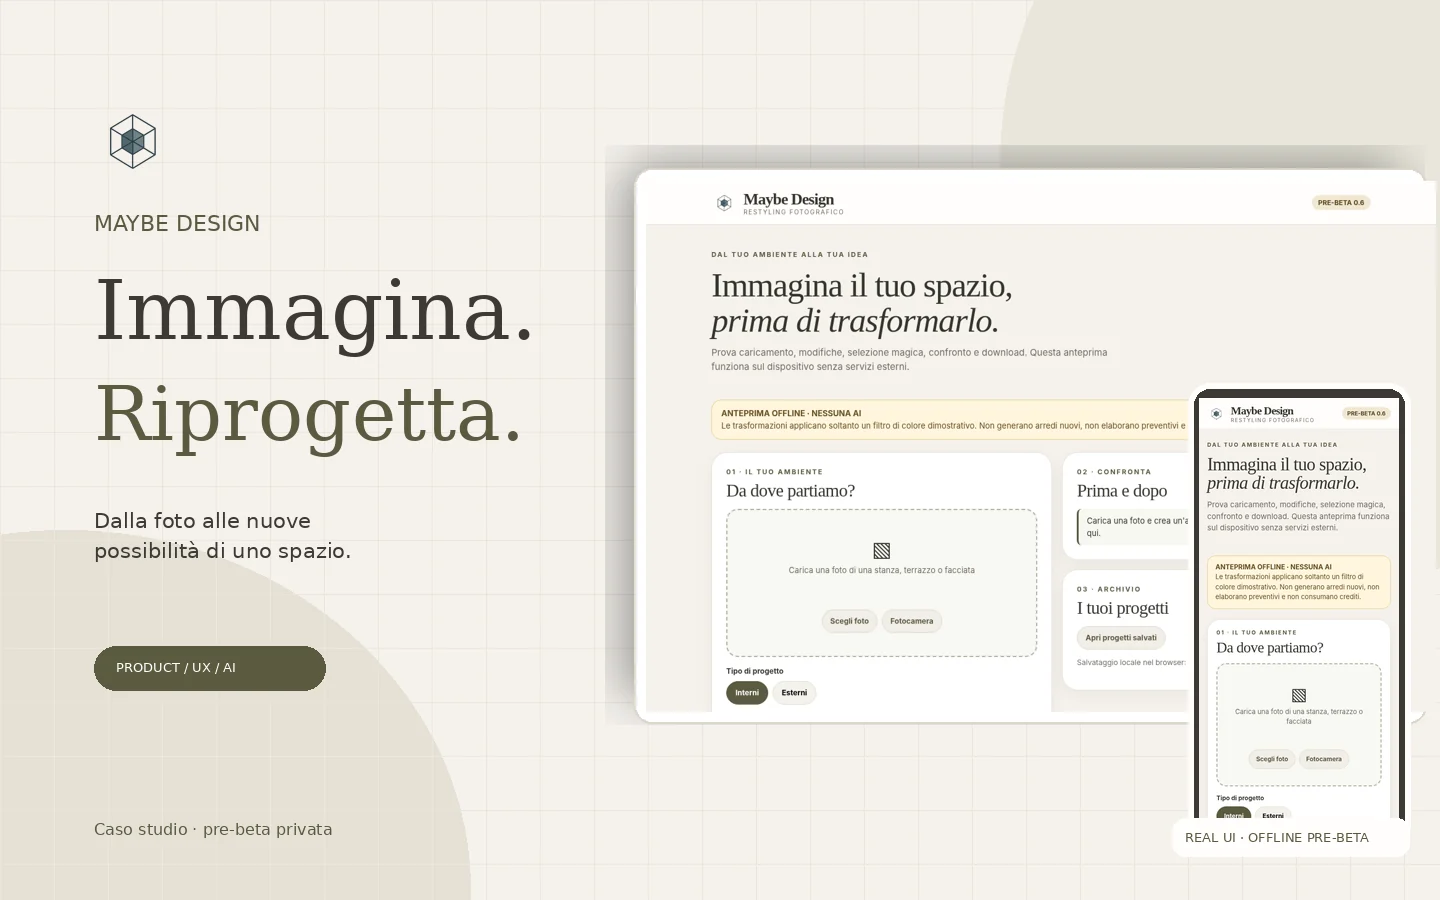 MAYBE DESIGN
Immagina.
Riprogetta.
Dalla foto alle nuove
possibilità di uno spazio.
PRODUCT / UX / AI
Caso studio · pre-beta privata
Maybe Design
RESTYLING FOTOGRAFICO
PRE-BETA 0.6
DAL TUO AMBIENTE ALLA TUA IDEA
Immagina il tuo spazio,
prima di trasformarlo.
Prova caricamento, modifiche, selezione magica, confronto e download. Questa anteprima
funziona sul dispositivo senza servizi esterni.
ANTEPRIMA OFFLINE · NESSUNA AI
Le trasformazioni applicano soltanto un filtro di colore dimostrativo. Non generano arredi nuovi, non elaborano preventivi e
01 · IL TUO AMBIENTE
Da dove partiamo?
Carica una foto di una stanza, terrazzo o facciata
Scegli foto
Fotocamera
Tipo di progetto
Interni
Esterni
02 · CONFRONTA
Prima e dopo
Carica una foto e crea un'a
qui.
03 · ARCHIVIO
I tuoi progetti
Apri progetti salvati
Salvataggio locale nel browser:
Maybe Design
RESTYLING FOTOGRAFICO
PRE-BETA 0.6
DAL TUO AMBIENTE ALLA TUA IDEA
Immagina il tuo spazio,
prima di trasformarlo.
Prova caricamento, modifiche, selezione magica,
confronto e download. Questa anteprima funziona
sul dispositivo senza servizi esterni.
ANTEPRIMA OFFLINE · NESSUNA AI
Le trasformazioni applicano soltanto un filtro di
colore dimostrativo. Non generano arredi nuovi, non
elaborano preventivi e non consumano crediti.
01 · IL TUO AMBIENTE
Da dove partiamo?
Carica una foto di una stanza, terrazzo o
facciata
Scegli foto
Fotocamera
Tipo di progetto
Interni
Esterni
REAL UI · OFFLINE PRE-BETA